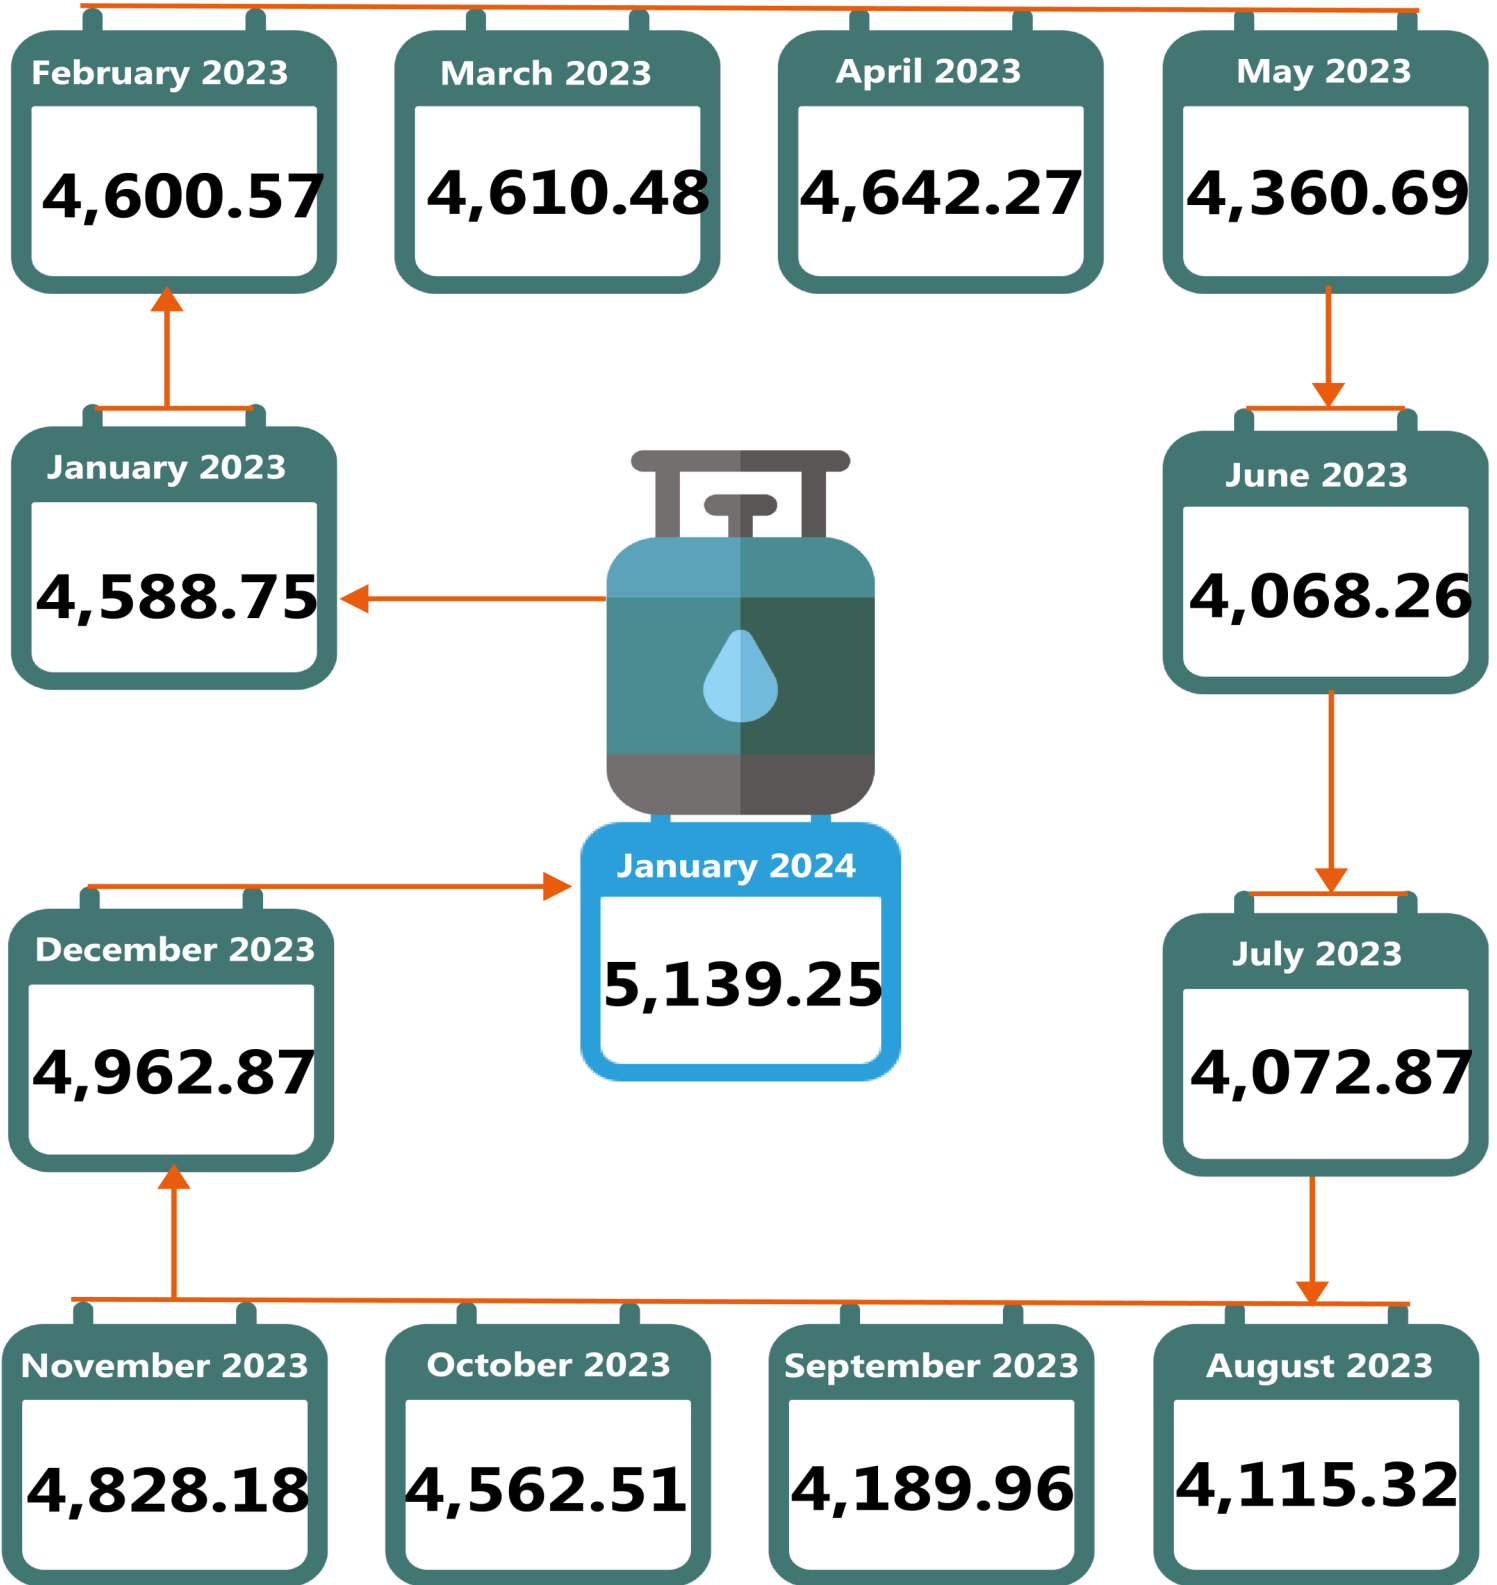 February 2023
4,600.57
March 2023
4,610.48
April 2023
4,642.27
May 2023
4,360.69
January 2023
4,588.75
June 2023
4,068.26
December 2023
4,962.87
January 2024
5,139.25
July 2023
4,072.87
November 2023
4,828.18
October 2023
4,562.51
September 2023
4,189.96
August 2023
4,115.32